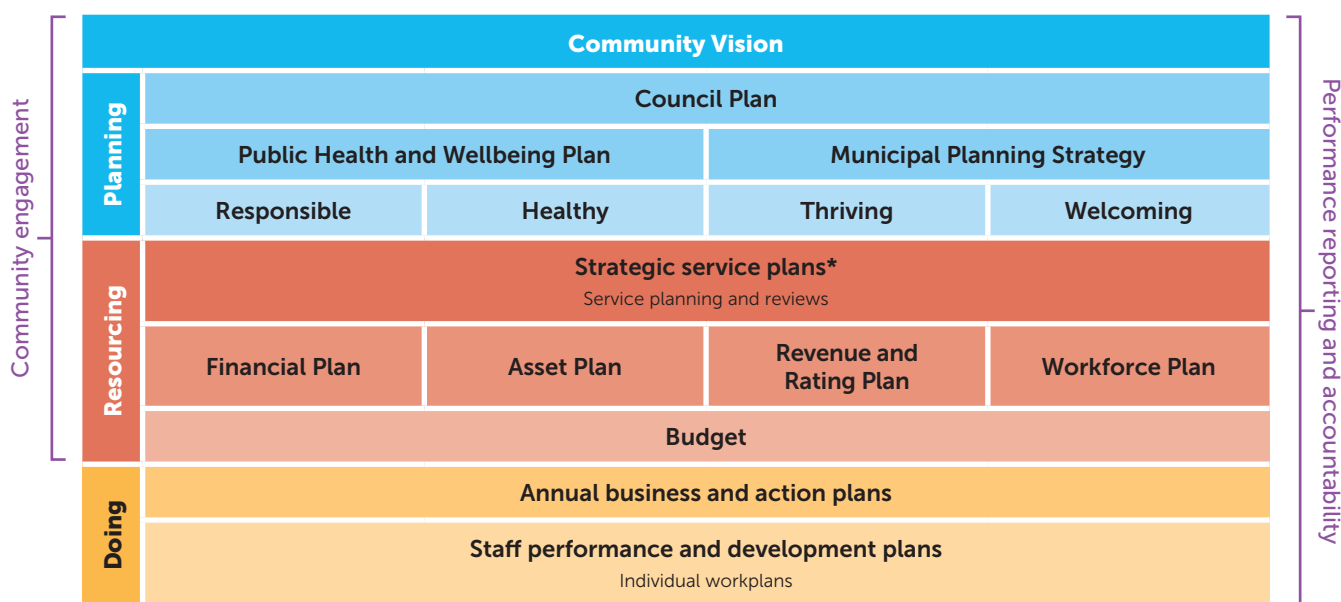 Community Vision
Community engagement
Planning
Council Plan
Public Health and Wellbeing Plan
Municipal Planning Strategy
Responsible
Healthy
Thriving
Welcoming
Resourcing
Strategic service plans*
Service planning and reviews
Financial Plan
Asset Plan
Revenue and
Rating Plan
Workforce Plan
Budget
Doing
Annual business and action plans
Staff performance and development plans
Individual workplans
Performance reporting and accountability